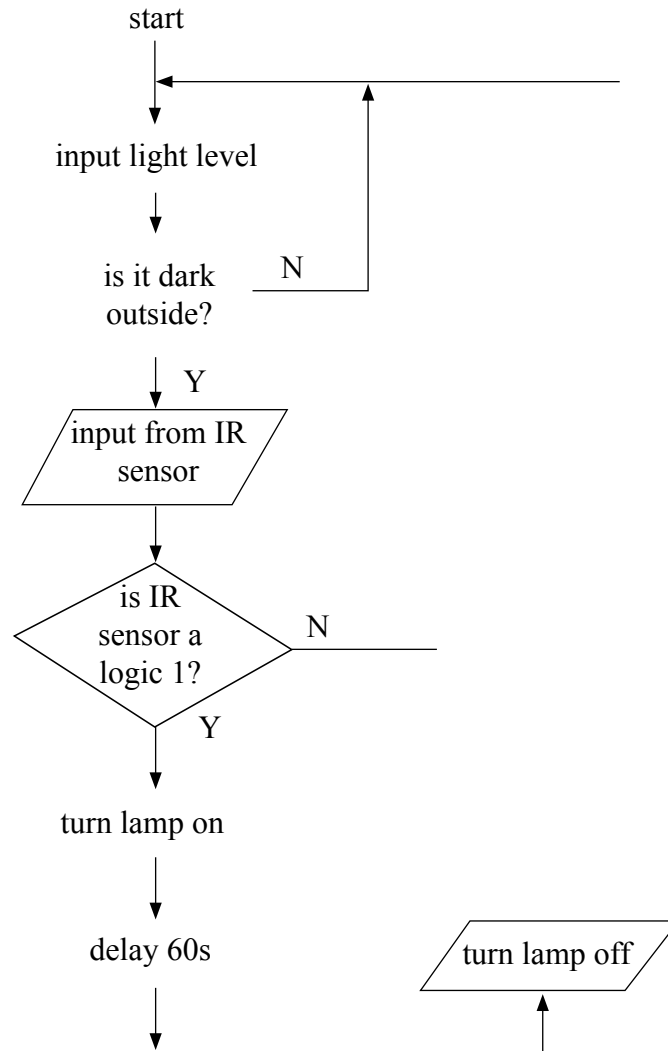 start
input light level
is it dark
outside?
N
Y
input from IR
sensor
is IR
sensor a
logic 1?
N
Y
turn lamp on
delay 60s
turn lamp off